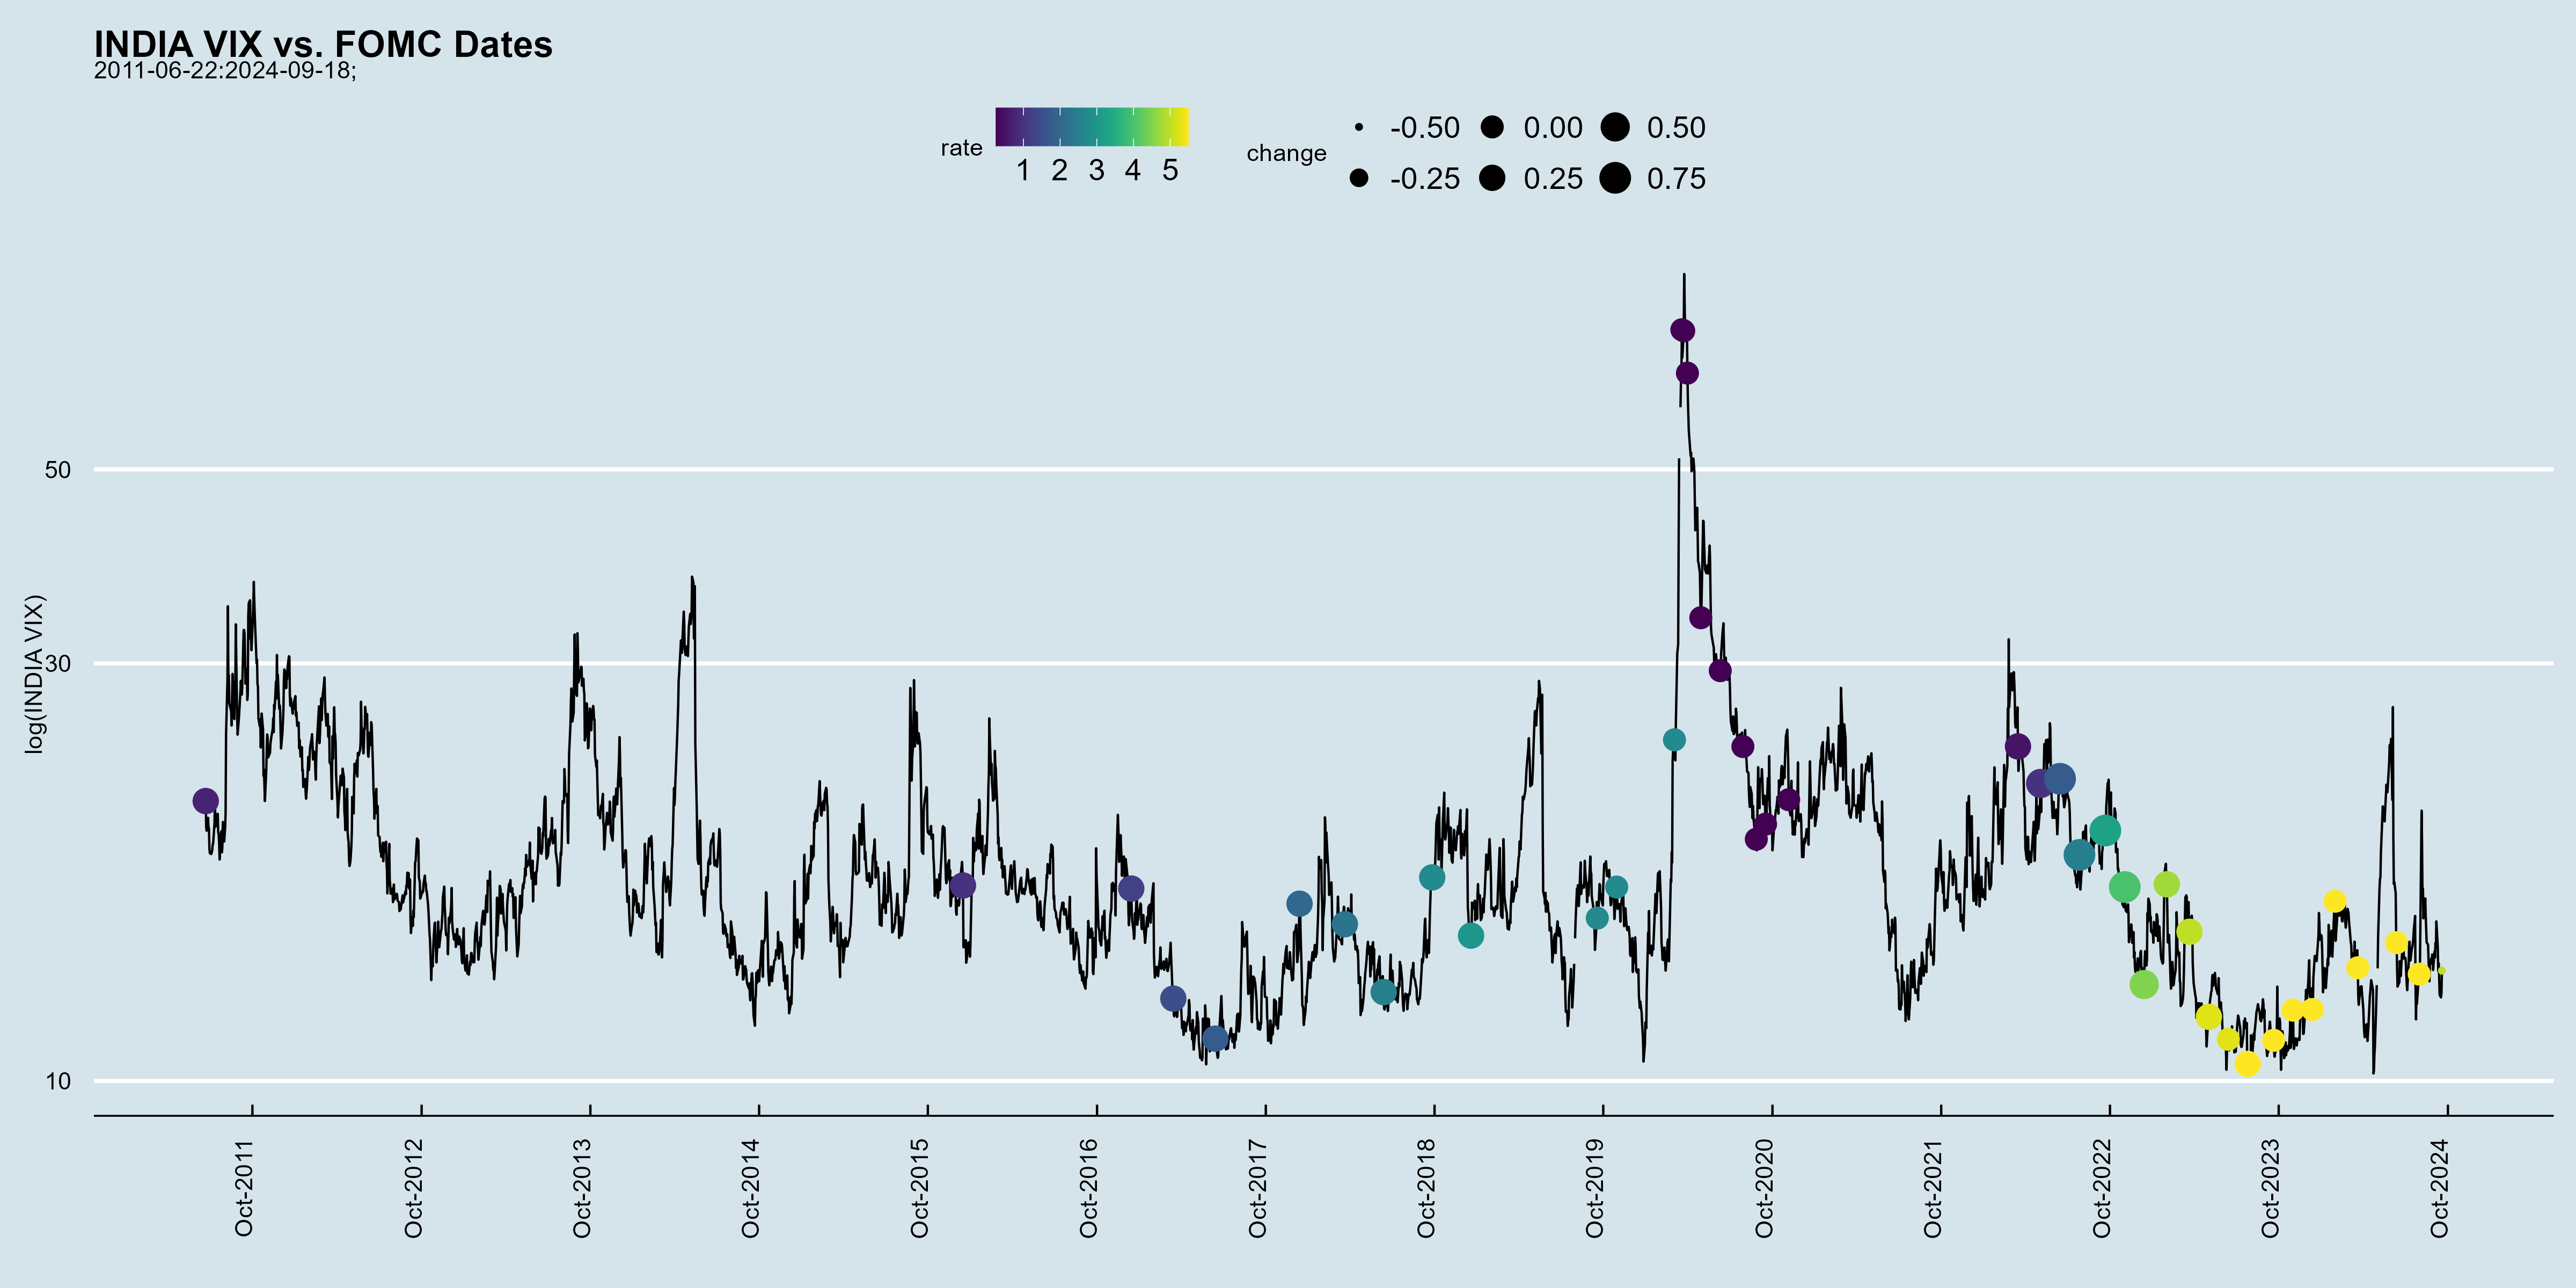 INDIA VIX vs. FOMC Dates
2011-06-22:2024-09-18;
rate
1 2 3 4 5
change
-0.50 0.00 0.50
-0.25 0.25 0.75
log(INDIA VIX)
50
30
10
Oct-2011
Oct-2012
Oct-2013
Oct-2014
Oct-2015
Oct-2016
Oct-2017
Oct-2018
Oct-2019
Oct-2020
Oct-2021
Oct-2022
Oct-2023
Oct-2024